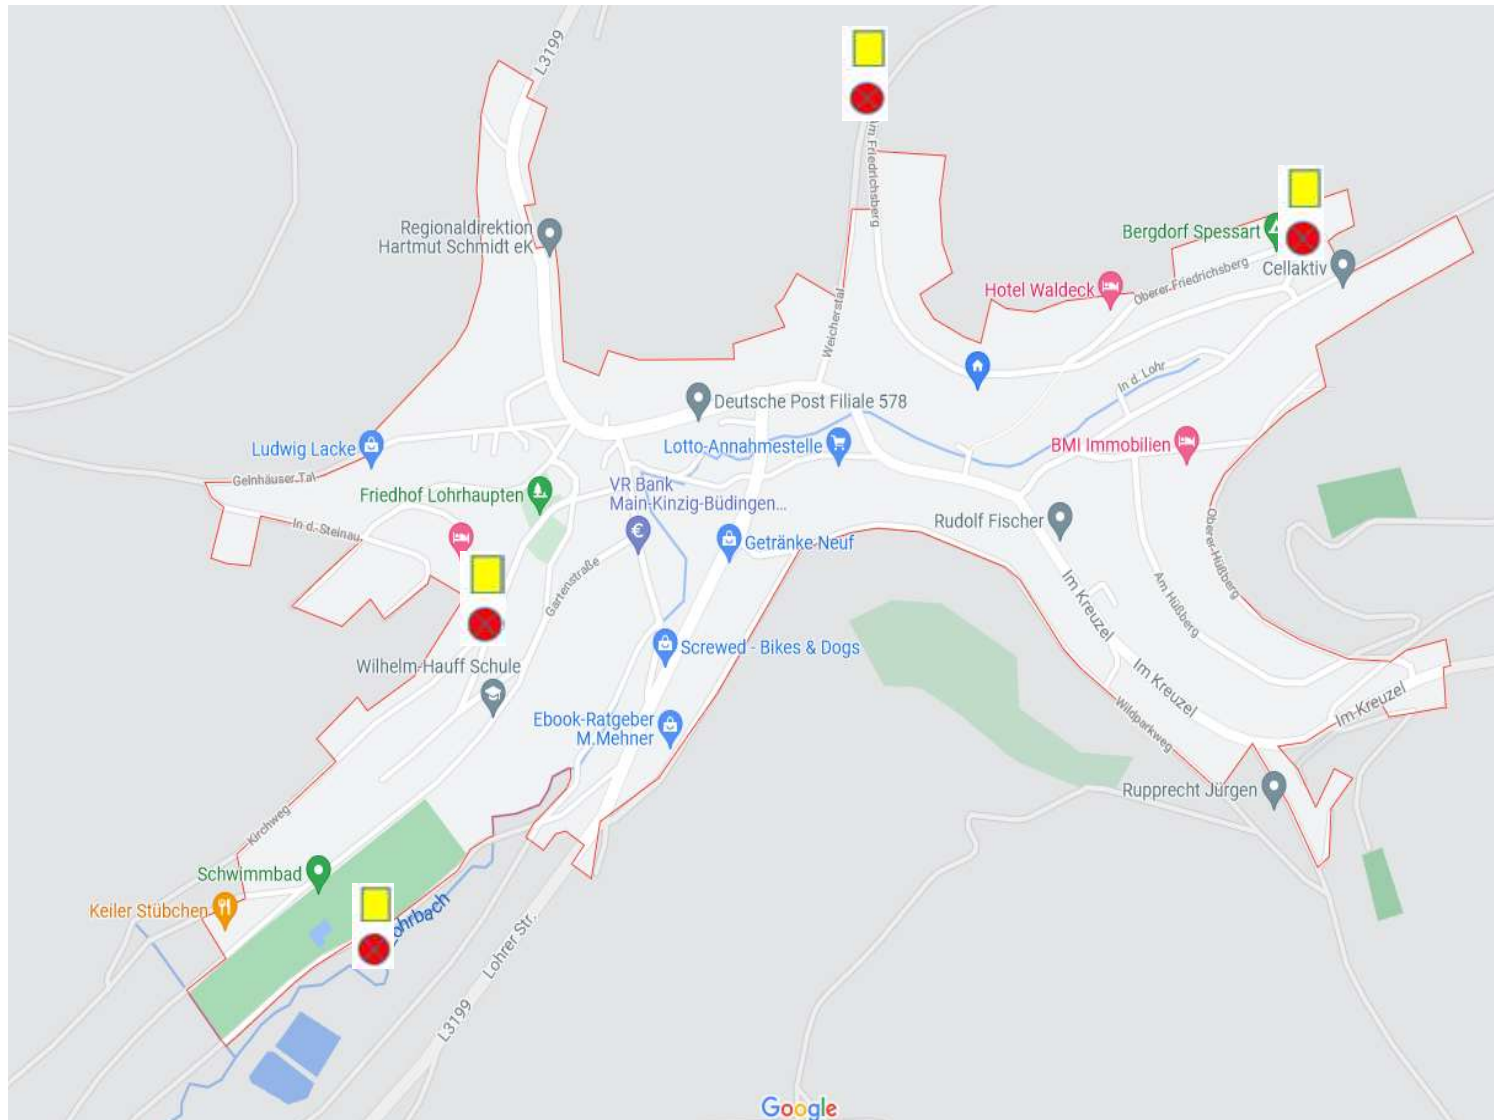 L3199
Am Friedrichsberg
Regionaldirektion
Hartmut Schmidt eK
Bergdorf Spessart
Cellaktiv
Oberer-Friedrichsberg
Hotel Waldeck
Weicherstal
In d. Lohr
Deutsche Post Filiale 578
Ludwig Lacke
Lotto-Annahmestelle
BMI Immobilien
Gelnhäuser Tal
Friedhof Lohrhaupten
VR Bank
Main-Kinzig-Büdingen...
In d. Steinau
Rudolf Fischer
Getränke Neuf
Oberer-Hüßberg
Gartenstraße
Im Kreuzel
Am Hüßberg
Screwed - Bikes & Dogs
Wilhelm-Hauff Schule
Im Kreuzel
Im-Kreuzel
Ebook-Ratgeber
M.Mehner
Wildparkweg
Rupprecht Jürgen
Kirchweg
Schwimmbad
Keiler Stübchen
Lohrbach
Lohrer Str.
L3199
Google